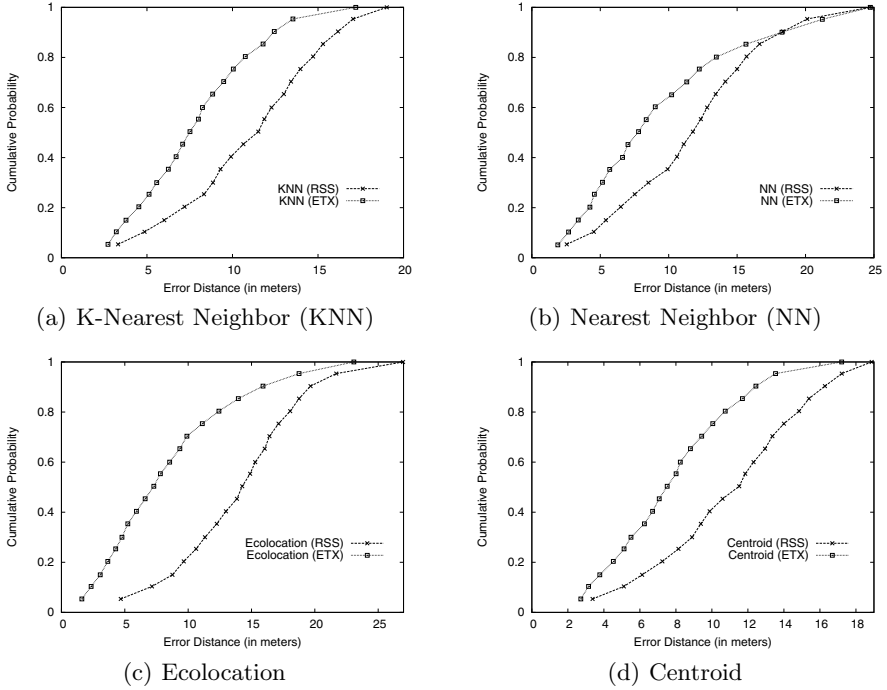 1
0.8
0.6
0.4
0.2
0
Cumulative Probability
KNN (RSS)
KNN (ETX)
0 5 10 15 20
Error Distance (in meters)
(a) K-Nearest Neighbor (KNN)
1
0.8
0.6
0.4
0.2
0
Cumulative Probability
NN (RSS)
NN (ETX)
0 5 10 15 20 25
Error Distance (in meters)
(b) Nearest Neighbor (NN)
1
0.8
0.6
0.4
0.2
0
Cumulative Probability
Ecolocation (RSS)
Ecolocation (ETX)
0 5 10 15 20 25
Error Distance (in meters)
(c) Ecolocation
1
0.8
0.6
0.4
0.2
0
Cumulative Probability
Centroid (RSS)
Centroid (ETX)
0 2 4 6 8 10 12 14 16 18
Error Distance (in meters)
(d) Centroid